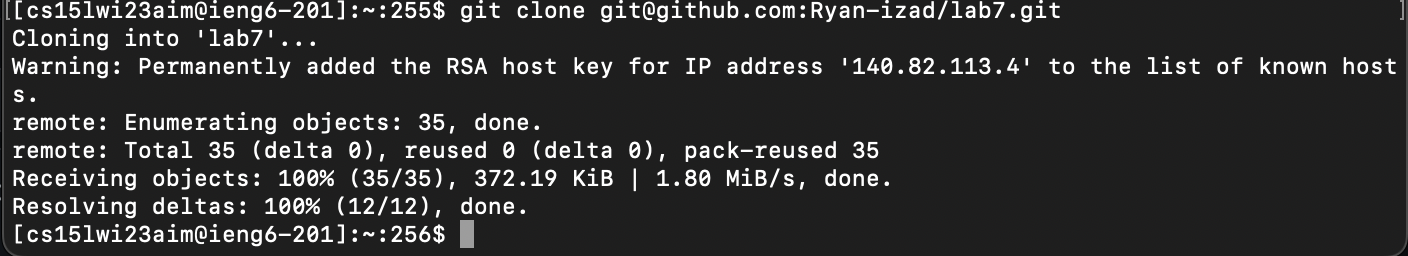 [[cs15lwi23aim@ieng6-201]:~:255$ git clone git@github.com:Ryan-izad/lab7.git ]
Cloning into 'lab7'...
Warning: Permanently added the RSA host key for IP address '140.82.113.4' to the list of known host
s.
remote: Enumerating objects: 35, done.
remote: Total 35 (delta 0), reused 0 (delta 0), pack-reused 35
Receiving objects: 100% (35/35), 372.19 KiB | 1.80 MiB/s, done.
Resolving deltas: 100% (12/12), done.
[cs15lwi23aim@ieng6-201]:~:256$